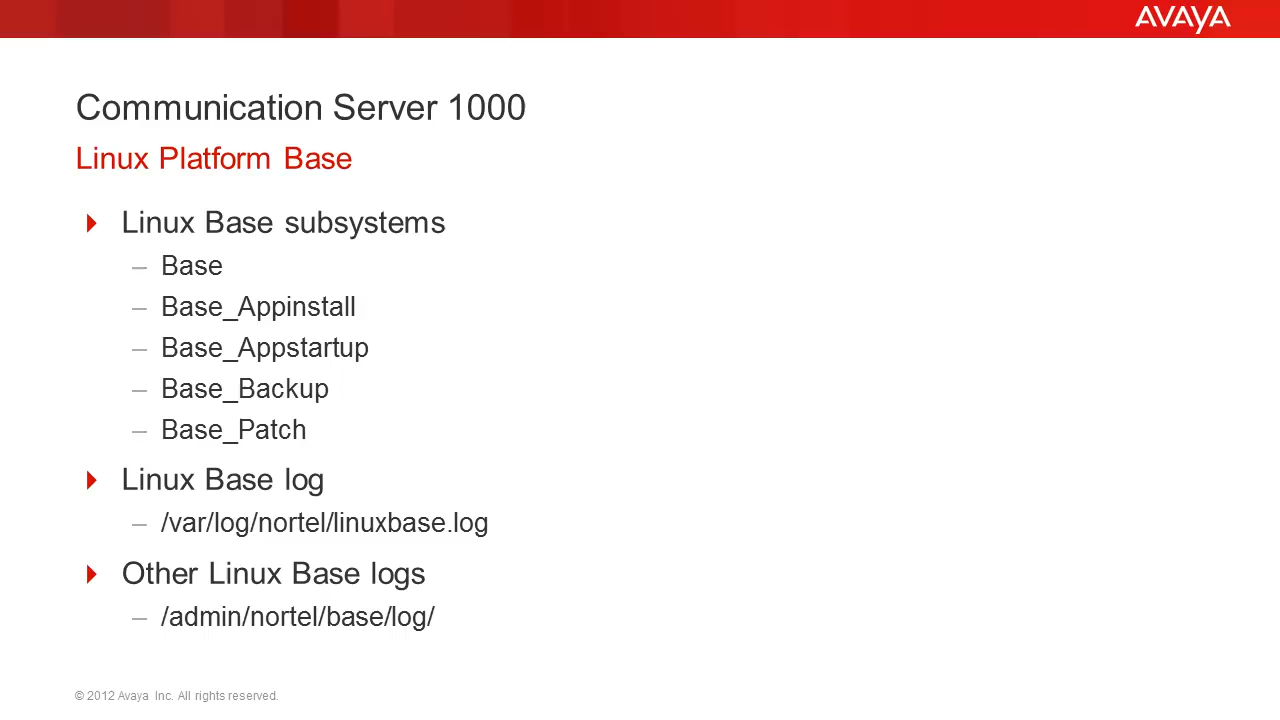 AVAYA
Communication Server 1000
Linux Platform Base
Linux Base subsystems
– Base
– Base_Appinstall
– Base_Appstartup
– Base_Backup
– Base_Patch
Linux Base log
– /var/log/nortel/linuxbase.log
Other Linux Base logs
– /admin/nortel/base/log/
© 2012 Avaya Inc. All rights reserved.